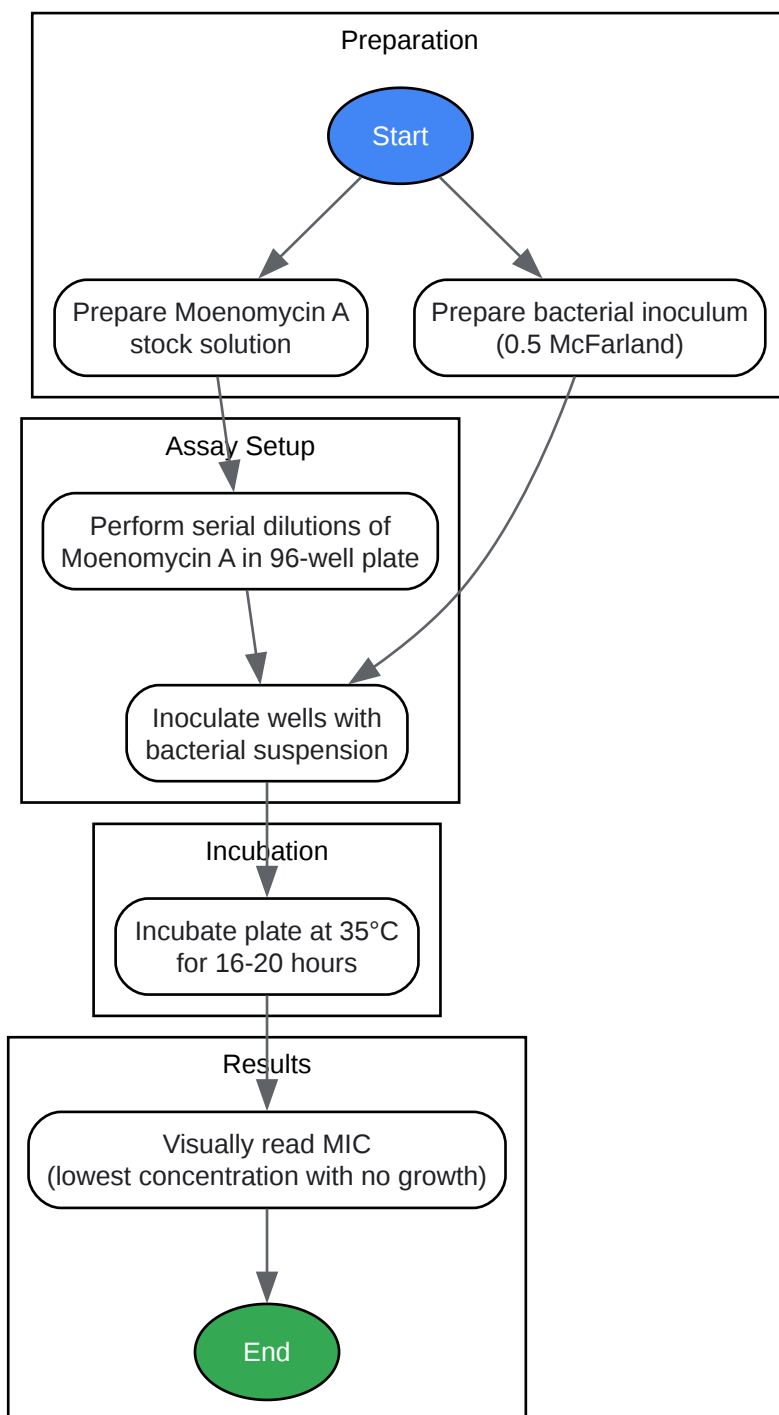 Preparation
Start
Prepare Moenomycin A
stock solution
Prepare bacterial inoculum
(0.5 McFarland)
Assay Setup
Perform serial dilutions of
Moenomycin A in 96-well plate
Inoculate wells with
bacterial suspension
Incubation
Incubate plate at 35°C
for 16-20 hours
Results
Visually read MIC
(lowest concentration with no growth)
End